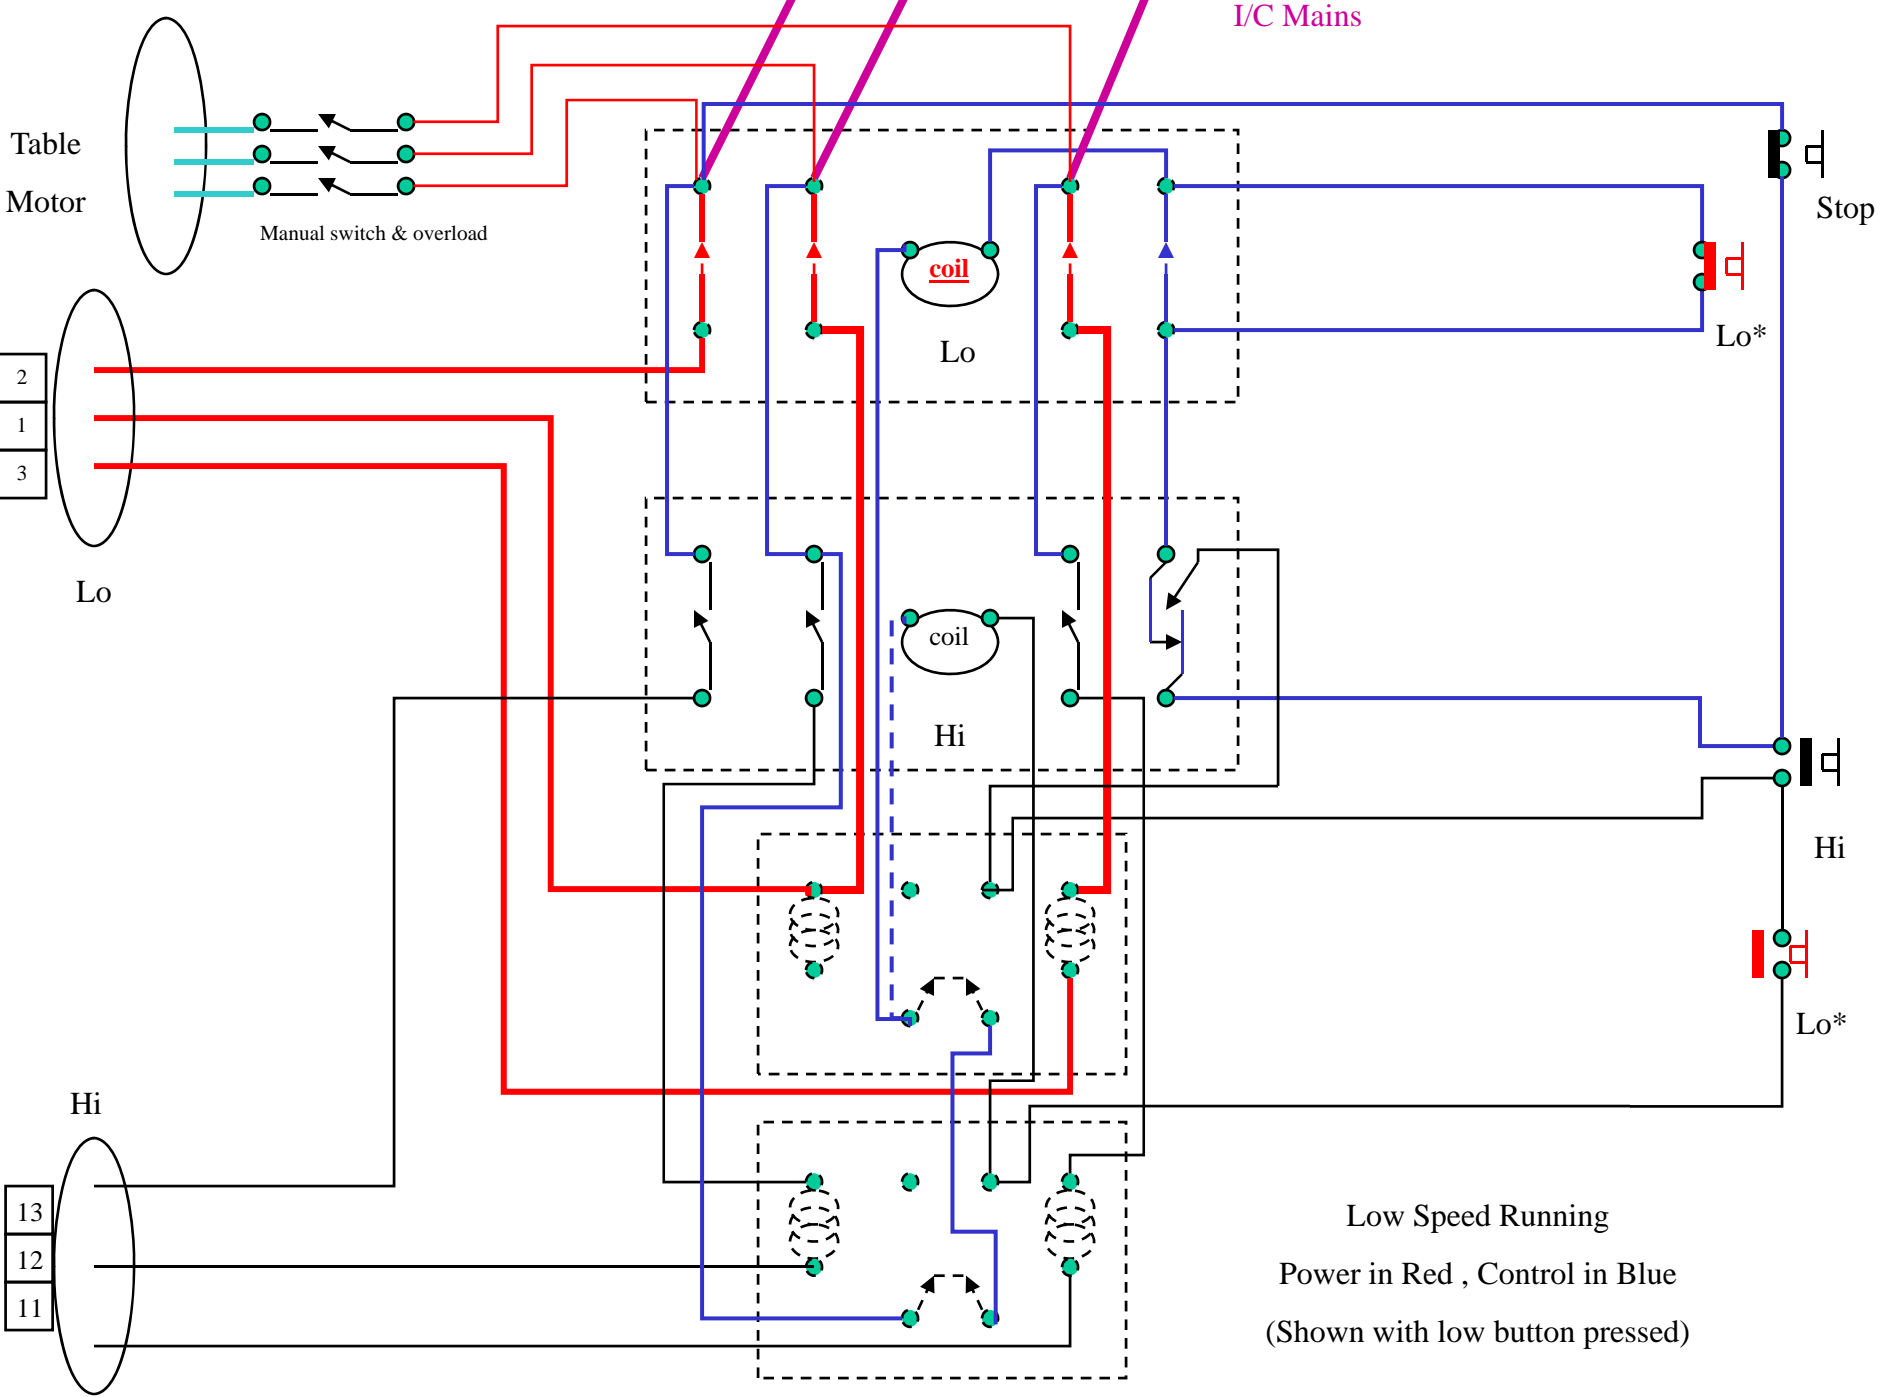 I/C Mains
Table
Motor
Manual switch & overload
Stop
coil
Lo
Lo*
2
1
3
Lo
coil
Hi
Hi
Lo*
Hi
13
12
11
Low Speed Running
Power in Red , Control in Blue
(Shown with low button pressed)